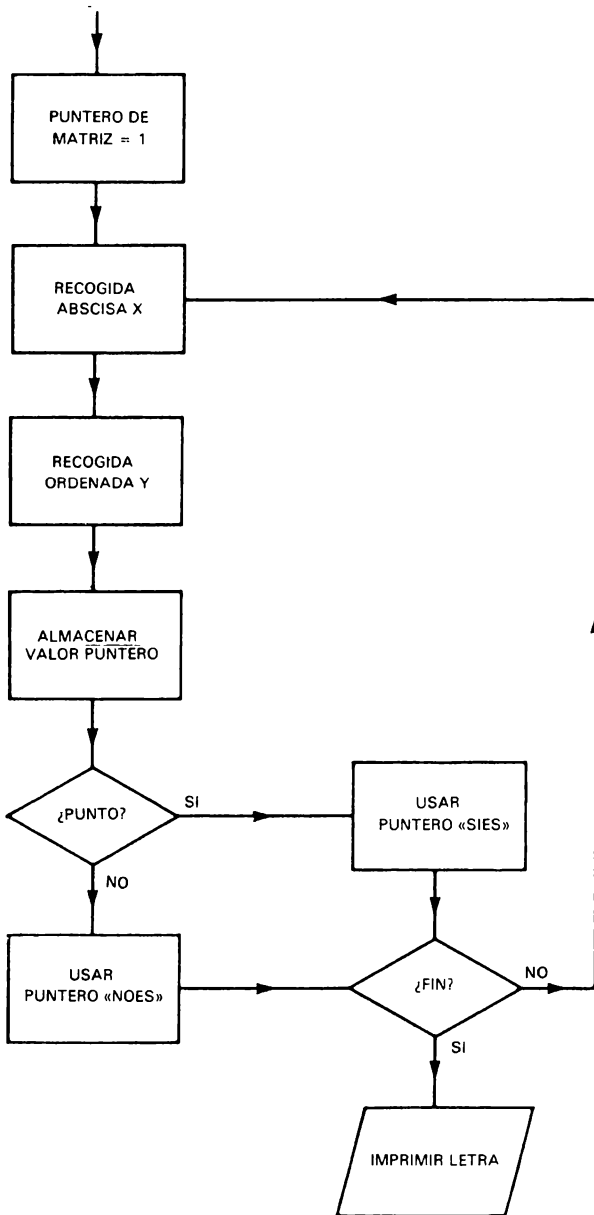 PUNTERO DE
MATRIZ = 1
RECOGIDA
ABSCISA X
RECOGIDA
ORDENADA Y
ALMACENAR
VALOR PUNTERO
¿PUNTO?
SI
USAR
PUNTERO «SIES»
NO
USAR
PUNTERO «NOES»
¿FIN?
NO
SI
IMPRIMIR LETRA